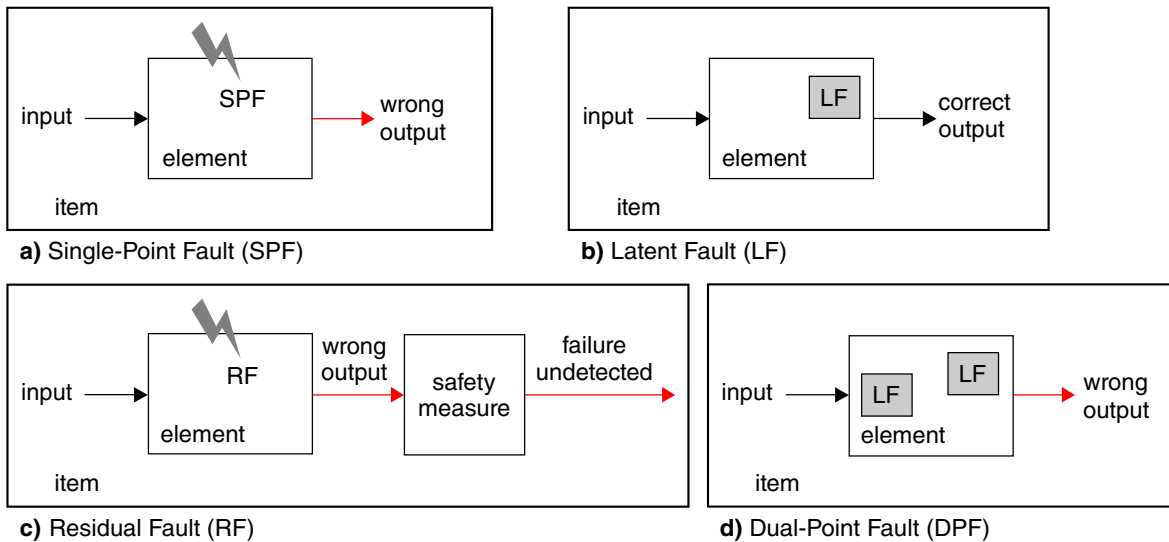 SPF
input
wrong
output
element
item
a) Single-Point Fault (SPF)
LF
input
correct
output
element
b) Latent Fault (LF)
item
RF
input
wrong
output
safety
measure
failure
undetected
element
item
c) Residual Fault (RF)
LF
LF
input
wrong
output
element
item
d) Dual-Point Fault (DPF)